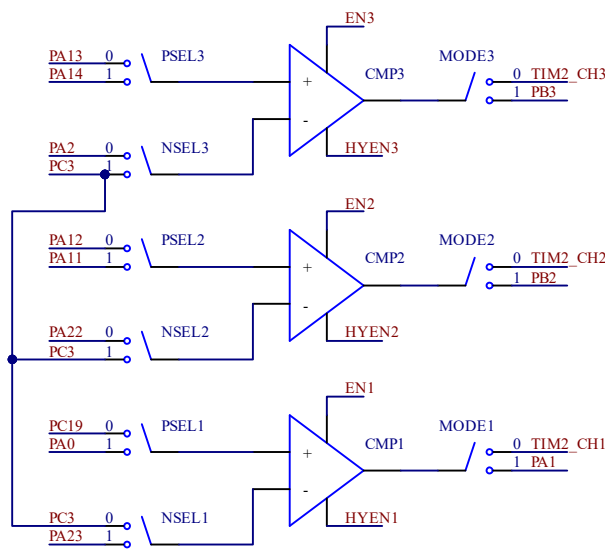 EN3
PA13 0 PSEL3 MODE3
PA14 1 + CMP3 0 TIM2_CH3
1 PB3
-
PA2 0 NSEL3 HYEN3
PC3 1
EN2
PA12 0 PSEL2 MODE2
PA11 1 + CMP2 0 TIM2_CH2
1 PB2
-
PA22 0 NSEL2 HYEN2
PC3 1
EN1
PC19 0 PSEL1 MODE1
PA0 1 + CMP1 0 TIM2_CH1
1 PA1
-
PC3 0 NSEL1 HYEN1
PA23 1